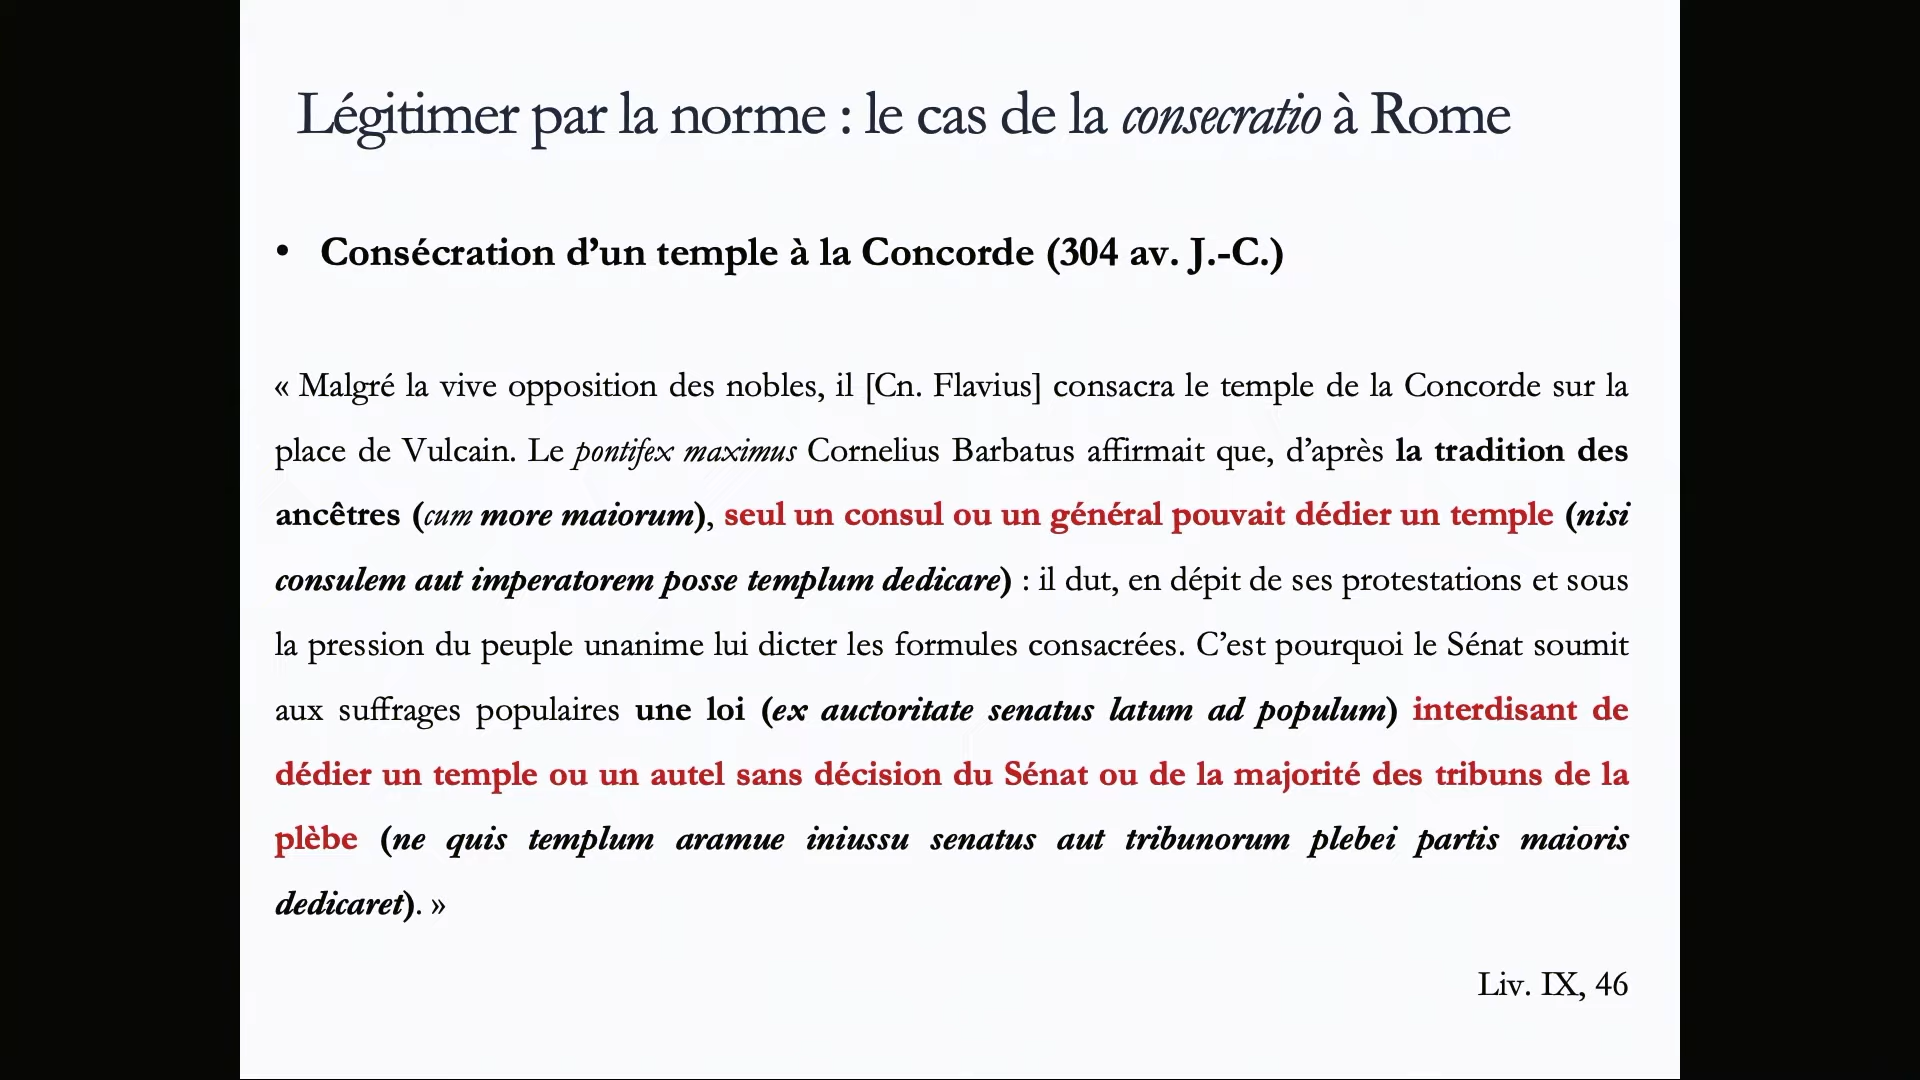 Légitimer par la norme : le cas de la consecratio à Rome
• Consécration d’un temple à la Concorde (304 av. J.-C.)
« Malgré la vive opposition des nobles, il [Cn. Flavius] consacra le temple de la Concorde sur la
place de Vulcain. Le pontifex maximus Cornelius Barbatus affirmait que, d’après la tradition des
ancêtres (cum more maiorum), seul un consul ou un général pouvait dédier un temple (nisi
consulem aut imperatorem posse templum dedicare) : il dut, en dépit de ses protestations et sous
la pression du peuple unanime lui dicter les formules consacrées. C’est pourquoi le Sénat soumit
aux suffrages populaires une loi (ex auctoritate senatus latum ad populum) interdisant de
dédier un temple ou un autel sans décision du Sénat ou de la majorité des tribuns de la
plèbe (ne quis templum aramue iniussu senatus aut tribunorum plebei partis maioris
dedicaret). »
Liv. IX, 46